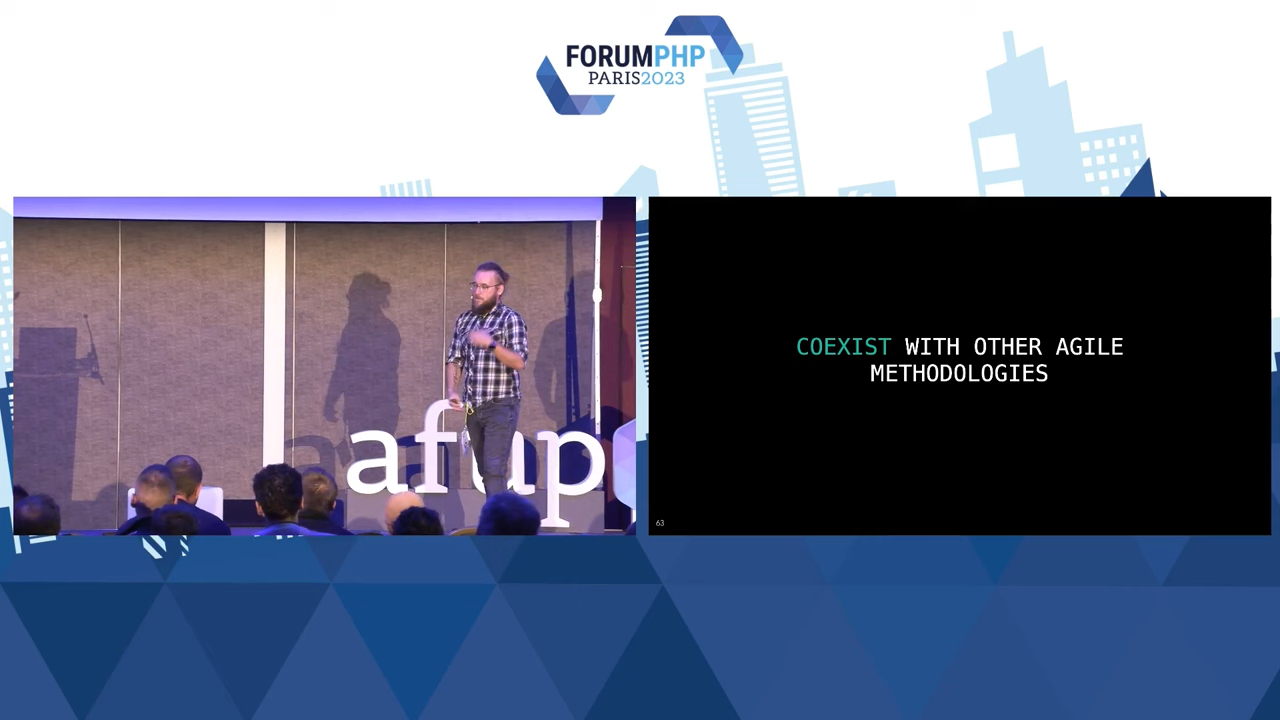 FORUMPHP
PARIS2023
afup
COEXIST WITH OTHER AGILE
METHODOLOGIES
63